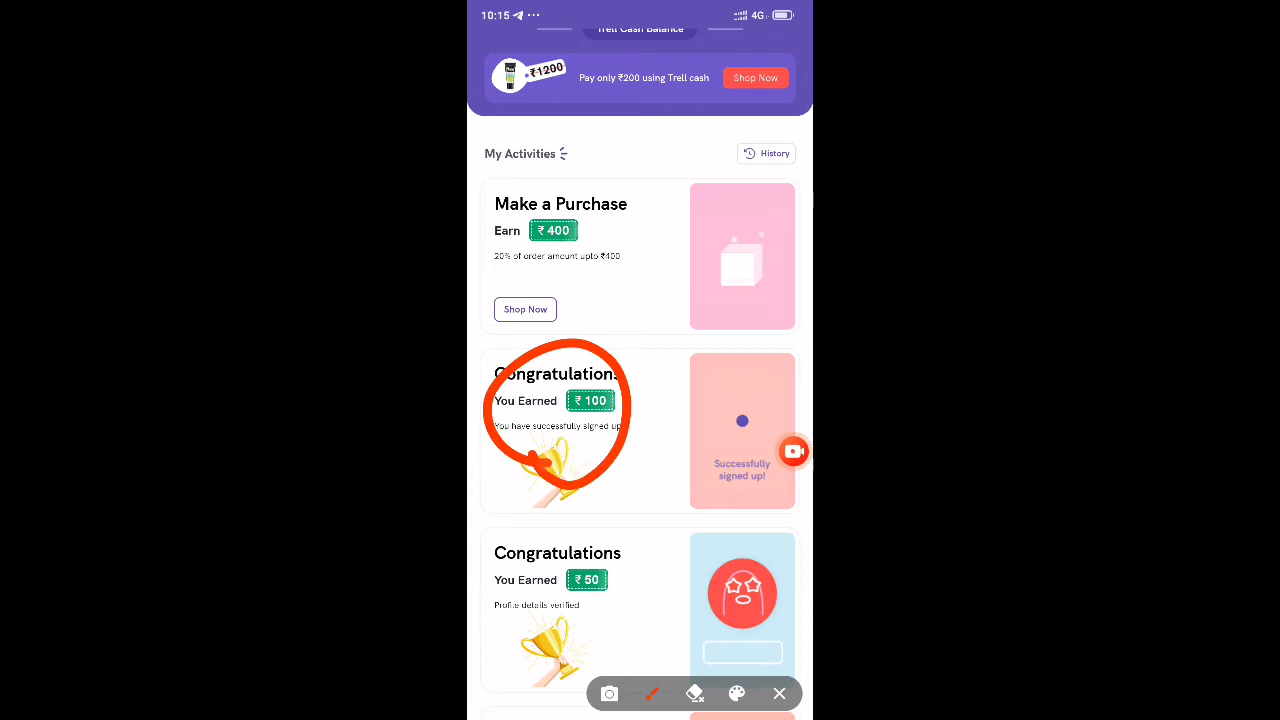 10:15
4G
Trell Cash Balance
₹1200
Pay only ₹200 using Trell cash
Shop Now
My Activities
History
Make a Purchase
Earn ₹ 400
20% of order amount upto ₹400
Shop Now
Congratulations
You Earned ₹ 100
You have successfully signed up
Successfully
signed up!
Congratulations
You Earned ₹ 50
Profile details verified